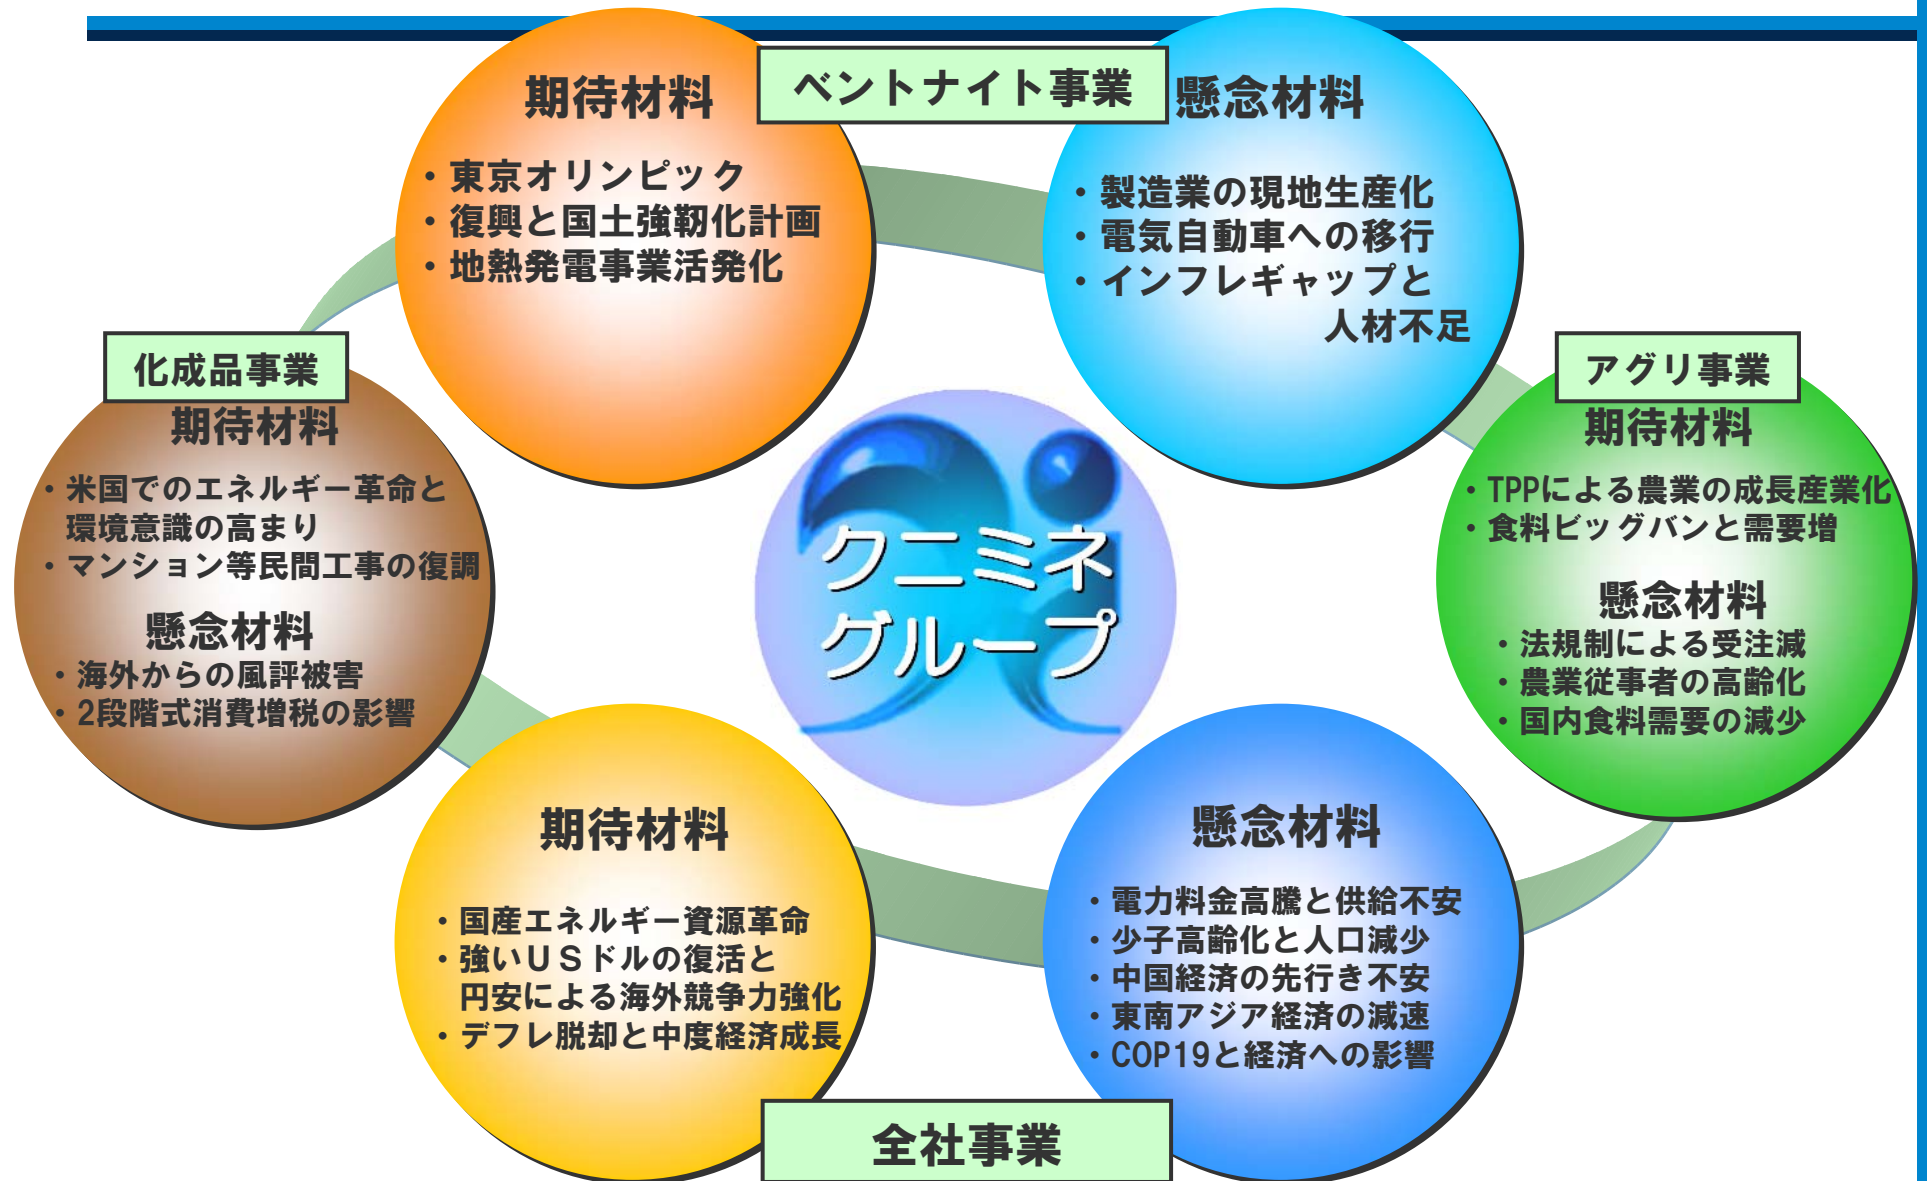 ベントナイト事業
期待材料
・東京オリンピック
・復興と国土強靭化計画
・地熱発電事業活発化
懸念材料
・製造業の現地生産化
・電気自動車への移行
・インフレギャップと
人材不足
化成品事業
期待材料
・米国でのエネルギー革命と
環境意識の高まり
・マンション等民間工事の復調
懸念材料
・海外からの風評被害
・2段階式消費増税の影響
クニミネ
グループ
アグリ事業
期待材料
・TPPによる農業の成長産業化
・食料ビッグバンと需要増
懸念材料
・法規制による受注減
・農業従事者の高齢化
・国内食料需要の減少
期待材料
・国産エネルギー資源革命
・強いＵＳドルの復活と
円安による海外競争力強化
・デフレ脱却と中度経済成長
懸念材料
・電力料金高騰と供給不安
・少子高齢化と人口減少
・中国経済の先行き不安
・東南アジア経済の減速
・COP19と経済への影響
全社事業